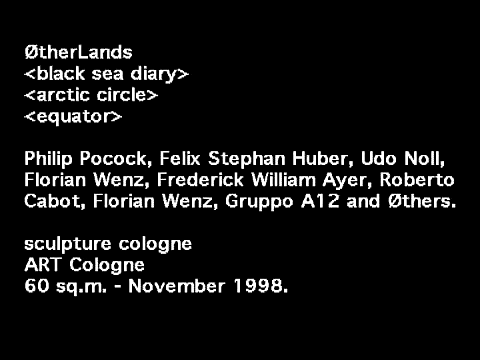 ØtherLands
<black sea diary>
<arctic circle>
<equator>
Philip Pocock, Felix Stephan Huber, Udo Noll,
Florian Wenz, Frederick William Ayer, Roberto
Cabot, Florian Wenz, Gruppo A12 and Øthers.
sculpture cologne
ART Cologne
60 sq.m. - November 1998.